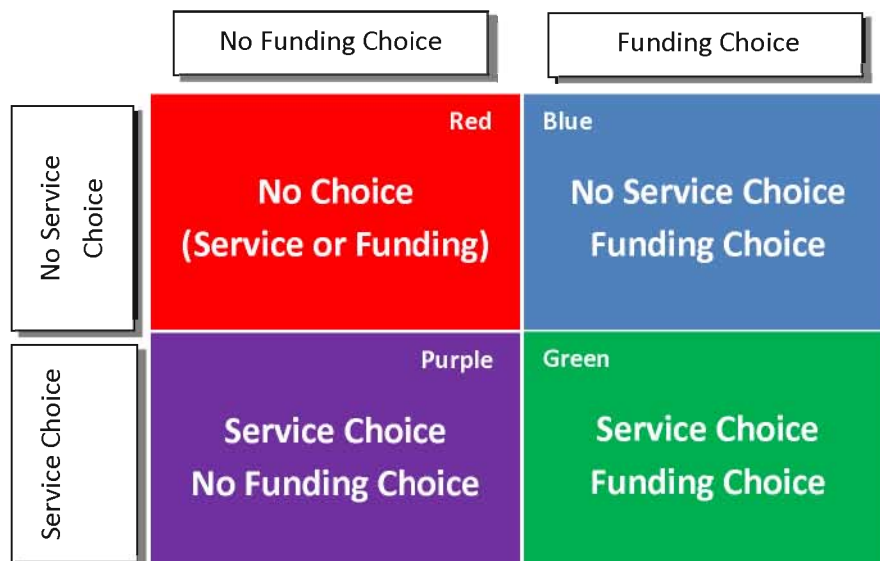 No Funding Choice
Funding Choice
No Service
Choice
Red
No Choice
(Service or Funding)
Blue
No Service Choice
Funding Choice
Service Choice
Purple
Service Choice
No Funding Choice
Green
Service Choice
Funding Choice